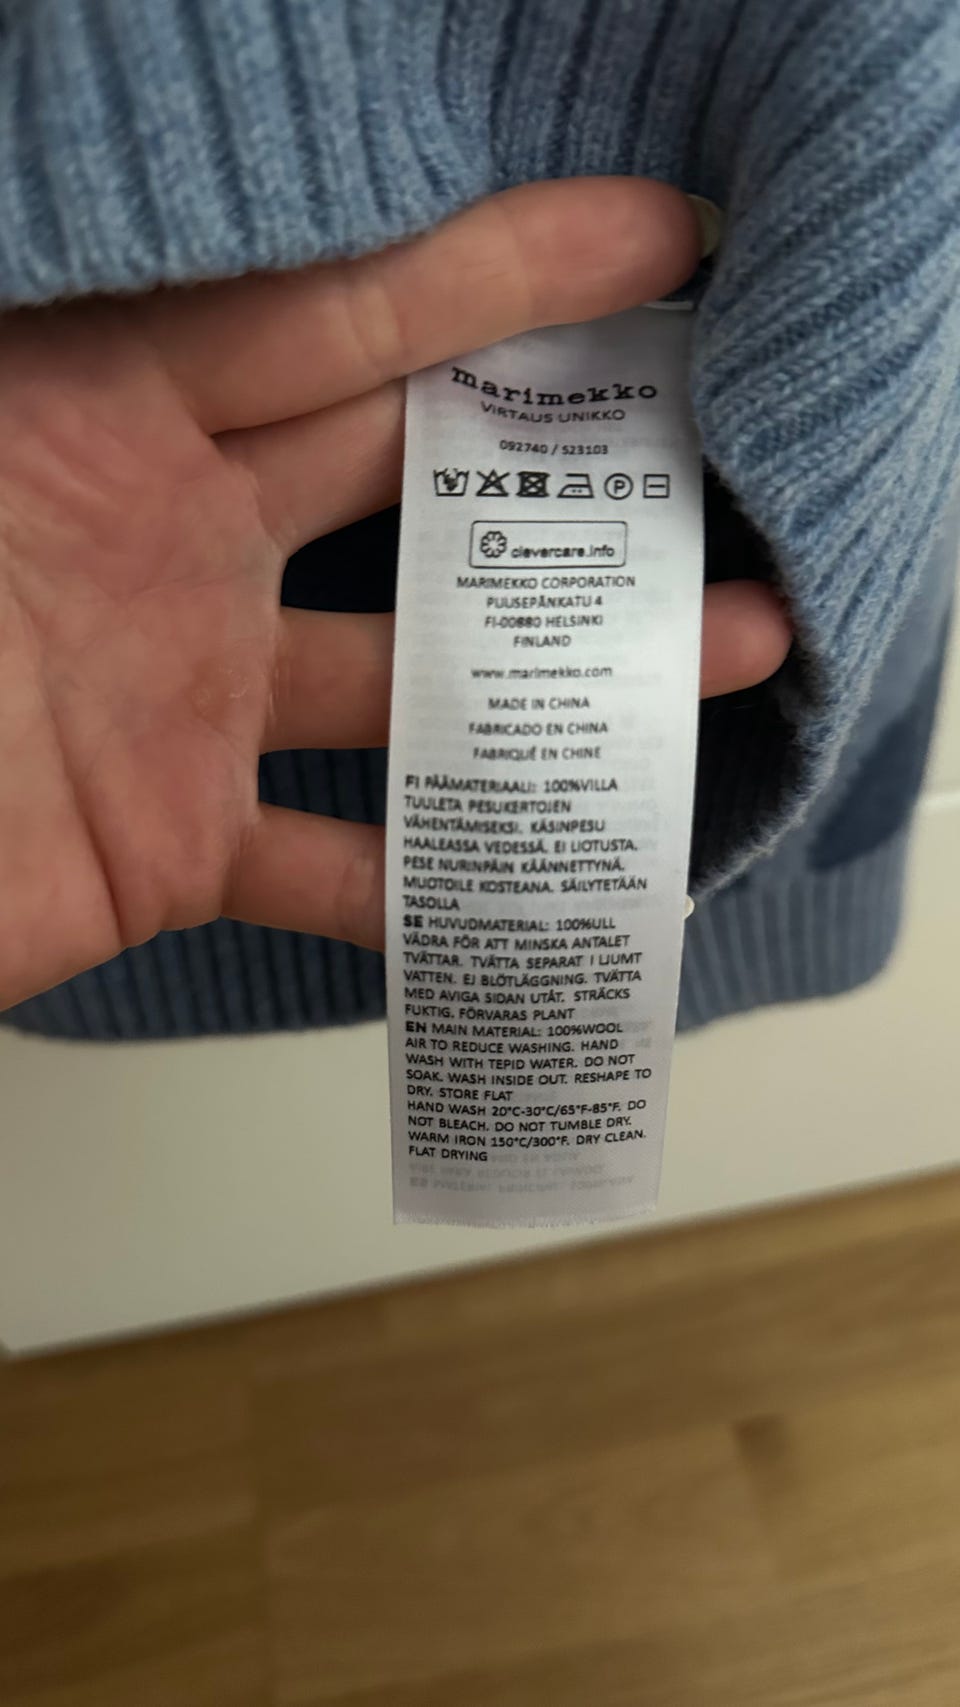 marimekko
VIRTAUS UNIKKO
092740 / 523103
P
clevercare.info
MARIMEKKO CORPORATION
PUUSEPÄNKATU 4
FI-00880 HELSINKI
FINLAND
www.marimekko.com
MADE IN CHINA
FABRICADO EN CHINA
FABRIQUÉ EN CHINE
FI PÄÄMATERIAALI: 100%VILLA
TUULETA PESUKERTOJEN
VÄHENTÄMISEKSI. KÄSINPESU
HAALEASSA VEDESSÄ. EI LIOTUSTA.
PESE NURINPÄIN KÄÄNNETTYNÄ.
MUOTOILE KOSTEANA. SÄILYTETÄÄN
TASOLLA
SE HUVUDMATERIAL: 100%ULL
VÄDRA FÖR ATT MINSKA ANTALET
TVÄTTAR. TVÄTTA SEPARAT I LJUMT
VATTEN. EJ BLÖTLÄGGNING. TVÄTTA
MED AVIGA SIDAN UTÅT. STRÄCKS
FUKTIG. FÖRVARAS PLANT
EN MAIN MATERIAL: 100%WOOL
AIR TO REDUCE WASHING. HAND
WASH WITH TEPID WATER. DO NOT
SOAK. WASH INSIDE OUT. RESHAPE TO
DRY. STORE FLAT
HAND WASH 20°C-30°C/65°F-85°F. DO
NOT BLEACH. DO NOT TUMBLE DRY.
WARM IRON 150°C/300°F. DRY CLEAN.
FLAT DRYING